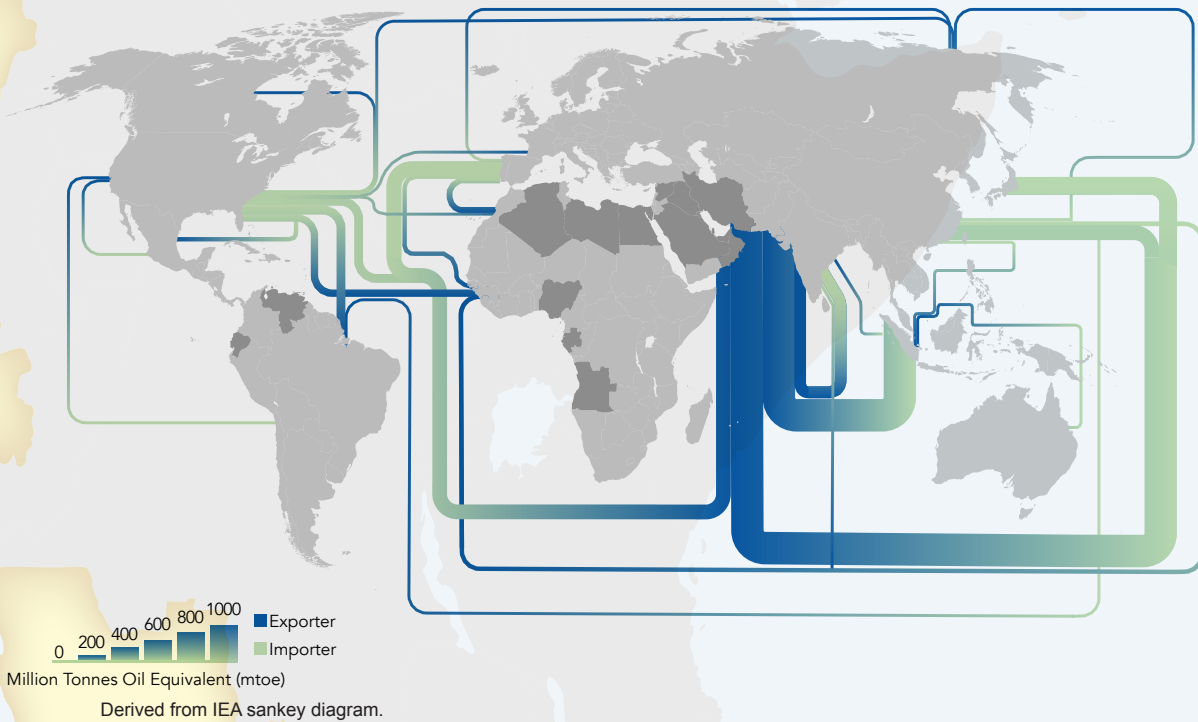 0 200 400 600 800 1000
Exporter
Importer
Million Tonnes Oil Equivalent (mtoe)
Derived from IEA sankey diagram.